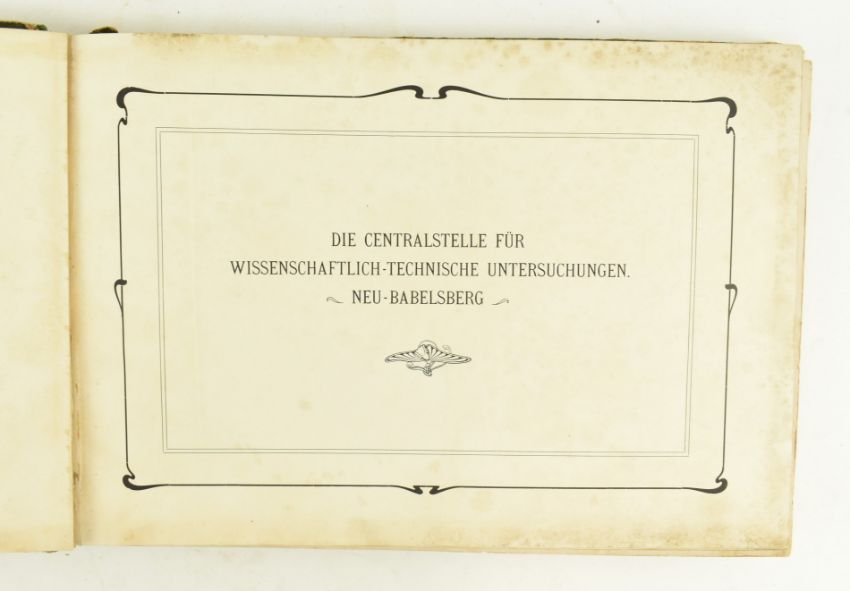 DIE CENTRALSTELLE FÜR
WISSENSCHAFTLICH-TECHNISCHE UNTERSUCHUNGEN.
NEU-BABELSBERG